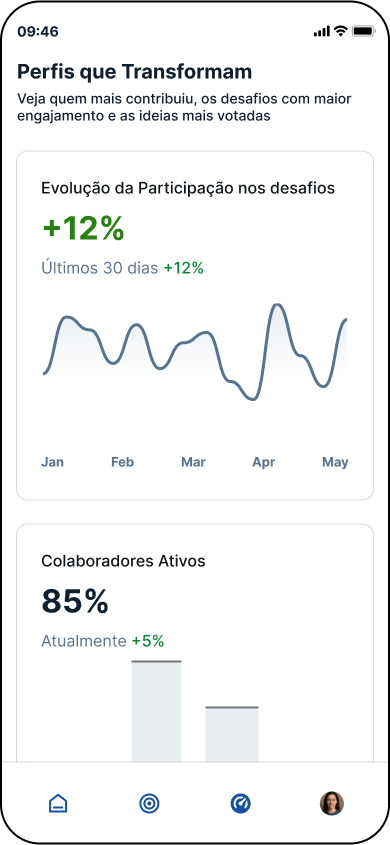 09:46
Perfis que Transformam
Veja quem mais contribuiu, os desafios com maior
engajamento e as ideias mais votadas
Evolução da Participação nos desafios
+12%
Últimos 30 dias +12%
Jan Feb Mar Apr May
Colaboradores Ativos
85%
Atualmente +5%